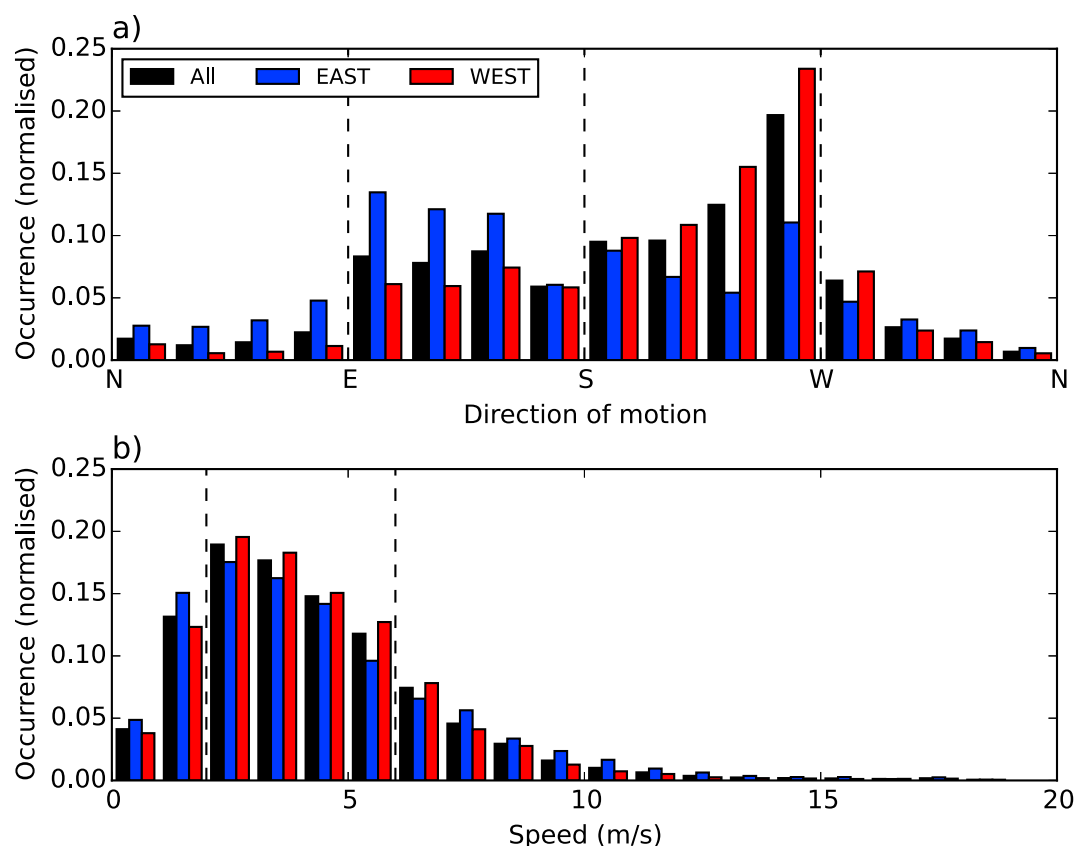 a)
0.25
0.20
0.15
0.10
0.05
0.00
Occurrence (normalised)
All EAST WEST
N E S W N
Direction of motion
b)
0.25
0.20
0.15
0.10
0.05
0.00
Occurrence (normalised)
0 5 10 15 20
Speed (m/s)